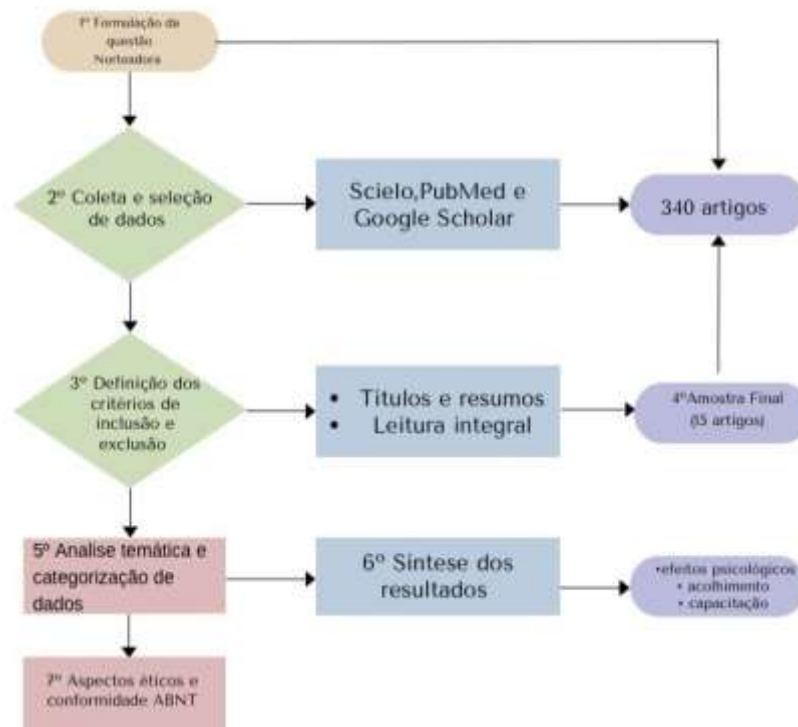 1º Formulação da
questão
Norteadora
2º Coleta e seleção
de dados
Scielo,PubMed e
Google Scholar
340 artigos
3º Definição dos
critérios de
inclusão e
exclusão
• Títulos e resumos
• Leitura integral
4ºAmostra Final
(15 artigos)
5º Analise temática e
categorização de
dados
6º Síntese dos
resultados
•efeitos psicológicos
• acolhimento
• capacitação
7º Aspectos éticos e
conformidade ABNT